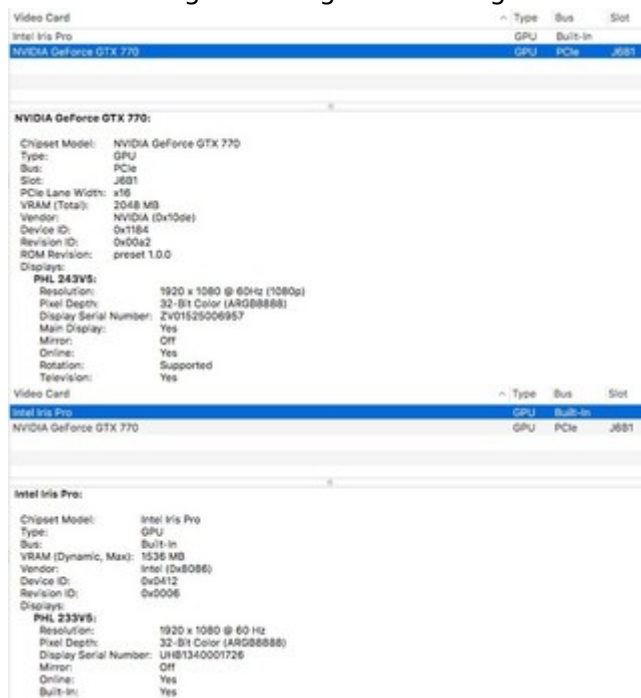 Video Card Type Bus Slot
Intel Iris Pro GPU Built-In
NVIDIA GeForce GTX 770 GPU PCIe J6B1
NVIDIA GeForce GTX 770:
Chipset Model: NVIDIA GeForce GTX 770
Type: GPU
Bus: PCIe
Slot: J6B1
PCIe Lane Width: x16
VRAM (Total): 2048 MB
Vendor: NVIDIA (0x10de)
Device ID: 0x1184
Revision ID: 0x00a2
ROM Revision: preset 1.0.0
Displays:
PHL 243V5:
Resolution: 1920 x 1080 @ 60Hz (1080p)
Pixel Depth: 32-Bit Color (ARGB8888)
Display Serial Number: ZV01525006957
Main Display: Yes
Mirror: Off
Online: Yes
Rotation: Supported
Television: Yes
Video Card Type Bus Slot
Intel Iris Pro GPU Built-In
NVIDIA GeForce GTX 770 GPU PCIe J6B1
Intel Iris Pro:
Chipset Model: Intel Iris Pro
Type: GPU
Bus: Built-In
VRAM (Dynamic, Max): 1536 MB
Vendor: Intel (0x8086)
Device ID: 0x0412
Revision ID: 0x0006
Displays:
PHL 233V5:
Resolution: 1920 x 1080 @ 60 Hz
Pixel Depth: 32-Bit Color (ARGB8888)
Display Serial Number: UHB1340001726
Mirror: Off
Online: Yes
Built-In: Yes